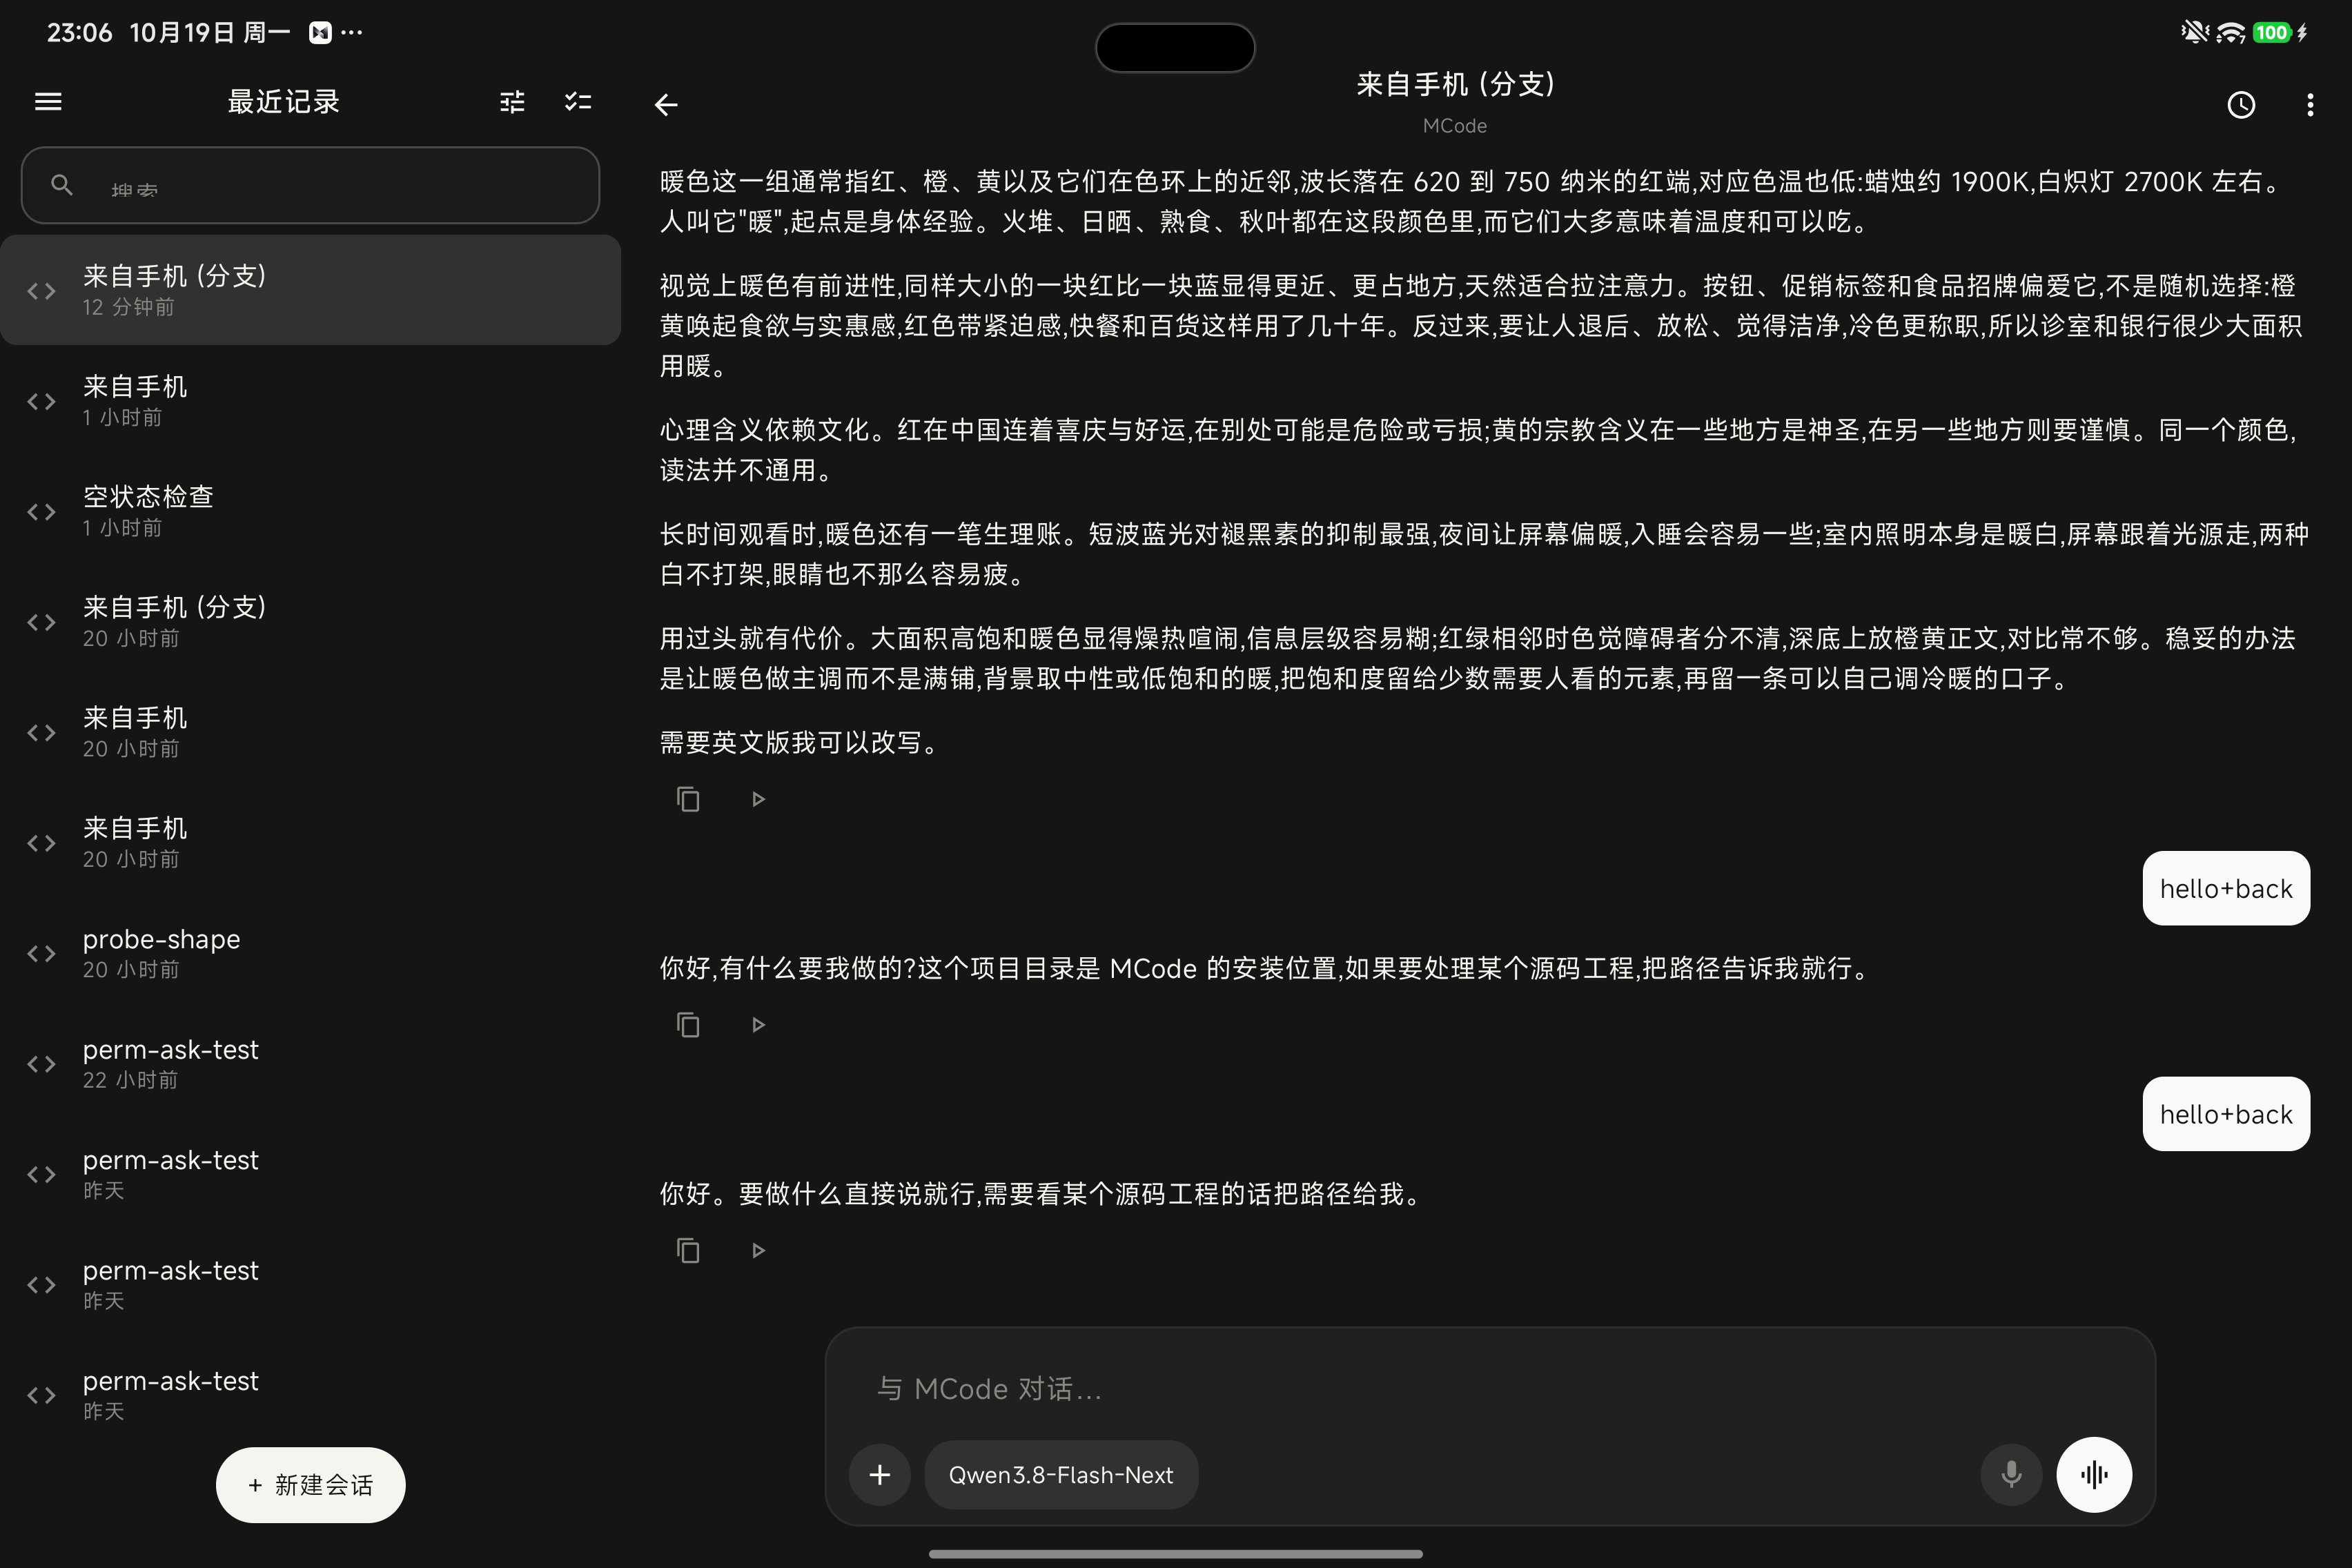 23:06 10月19日 周一
100
最近记录
搜索
来自手机 (分支)
12 分钟前
来自手机
1 小时前
空状态检查
1 小时前
来自手机 (分支)
20 小时前
来自手机
20 小时前
来自手机
20 小时前
probe-shape
20 小时前
perm-ask-test
22 小时前
perm-ask-test
昨天
perm-ask-test
昨天
perm-ask-test
昨天
+ 新建会话
来自手机 (分支)
MCode
暖色这一组通常指红、橙、黄以及它们在色环上的近邻,波长落在 620 到 750 纳米的红端,对应色温也低:蜡烛约 1900K,白炽灯 2700K 左右。
人叫它"暖",起点是身体经验。火堆、日晒、熟食、秋叶都在这段颜色里,而它们大多意味着温度和可以吃。
视觉上暖色有前进性,同样大小的一块红比一块蓝显得更近、更占地方,天然适合拉注意力。按钮、促销标签和食品招牌偏爱它,不是随机选择:橙
黄唤起食欲与实惠感,红色带紧迫感,快餐和百货这样用了几十年。反过来,要让人退后、放松、觉得洁净,冷色更称职,所以诊室和银行很少大面积
用暖。
心理含义依赖文化。红在中国连着喜庆与好运,在别处可能是危险或亏损;黄的宗教含义在一些地方是神圣,在另一些地方则要谨慎。同一个颜色,
读法并不通用。
长时间观看时,暖色还有一笔生理账。短波蓝光对褪黑素的抑制最强,夜间让屏幕偏暖,入睡会容易一些;室内照明本身是暖白,屏幕跟着光源走,两种
白不打架,眼睛也不那么容易疲。
用过头就有代价。大面积高饱和暖色显得燥热喧闹,信息层级容易糊;红绿相邻时色觉障碍者分不清,深底上放橙黄正文,对比常不够。稳妥的办法
是让暖色做主调而不是满铺,背景取中性或低饱和的暖,把饱和度留给少数需要人看的元素,再留一条可以自己调冷暖的口子。
需要英文版我可以改写。
hello+back
你好,有什么要我做的?这个项目目录是 MCode 的安装位置,如果要处理某个源码工程,把路径告诉我就行。
hello+back
你好。要做什么直接说就行,需要看某个源码工程的话把路径给我。
与 MCode 对话...
+ Qwen3.8-Flash-Next